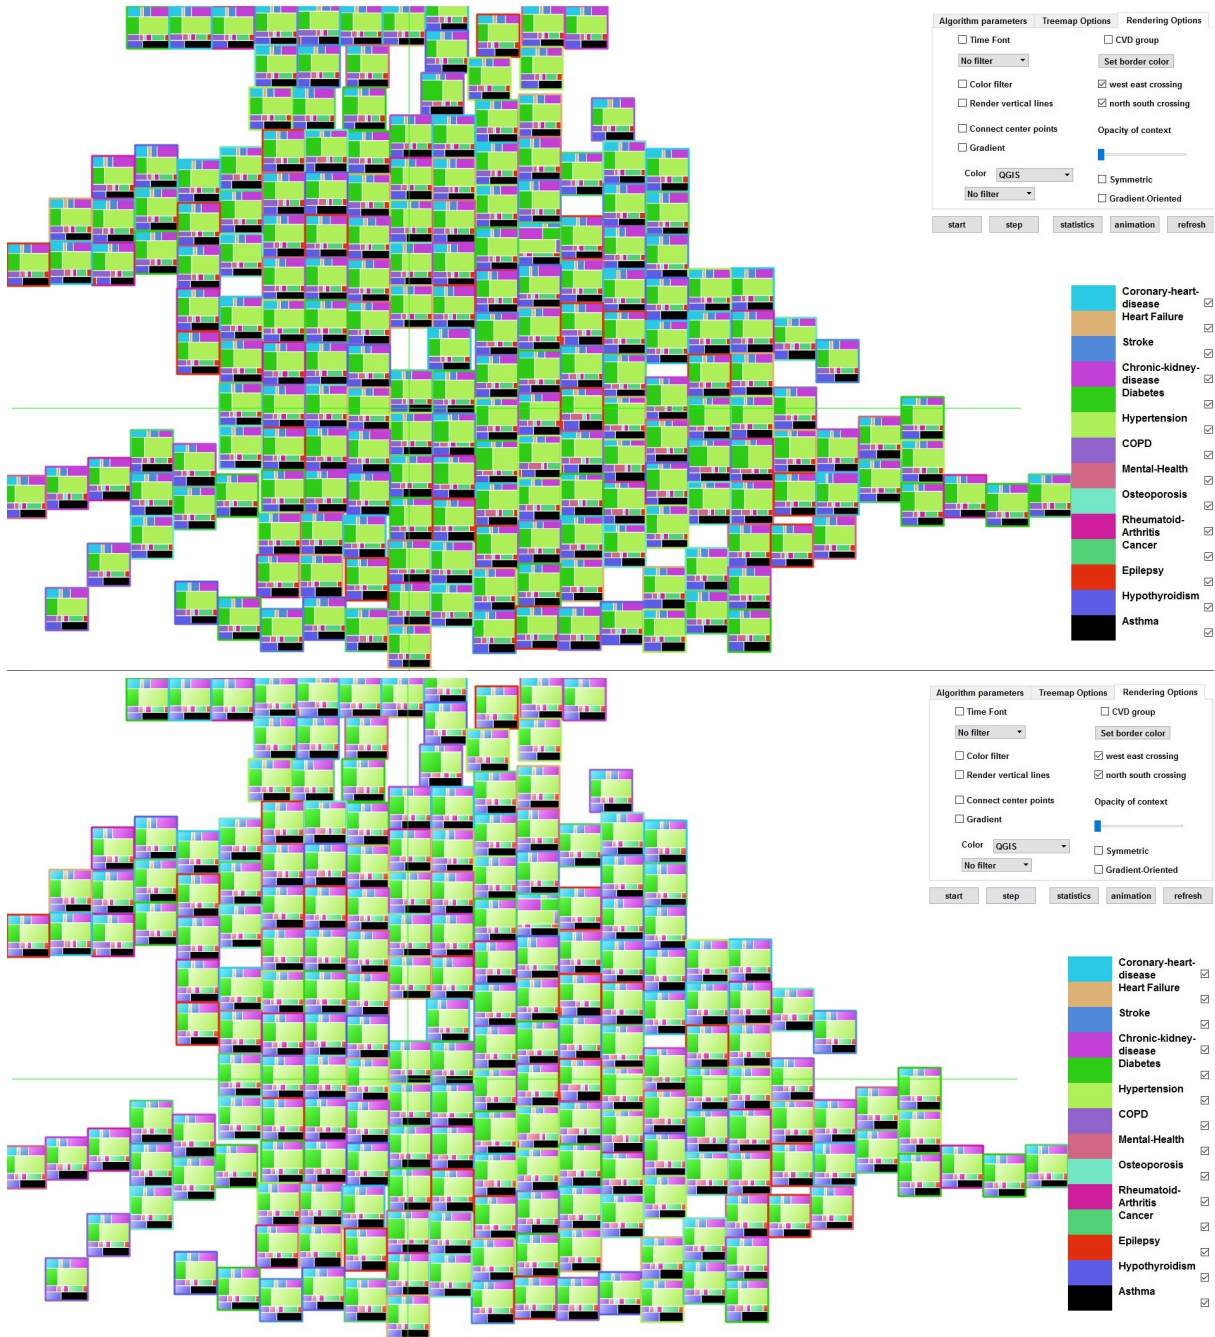 Algorithm parameters Treemap Options Rendering Options
Time Font CVD group
No filter Set border color
Color filter west east crossing
Render vertical lines north south crossing
Connect center points Opacity of context
Gradient
Color QGIS Symmetric
No filter Gradient-Oriented
start step statistics animation refresh
Coronary-heart-
disease
Heart Failure
Stroke
Chronic-kidney-
disease
Diabetes
Hypertension
COPD
Mental-Health
Osteoporosis
Rheumatoid-
Arthritis
Cancer
Epilepsy
Hypothyroidism
Asthma
Algorithm parameters Treemap Options Rendering Options
Time Font CVD group
No filter Set border color
Color filter west east crossing
Render vertical lines north south crossing
Connect center points Opacity of context
Gradient
Color QGIS Symmetric
No filter Gradient-Oriented
start step statistics animation refresh
Coronary-heart-
disease
Heart Failure
Stroke
Chronic-kidney-
disease
Diabetes
Hypertension
COPD
Mental-Health
Osteoporosis
Rheumatoid-
Arthritis
Cancer
Epilepsy
Hypothyroidism
Asthma